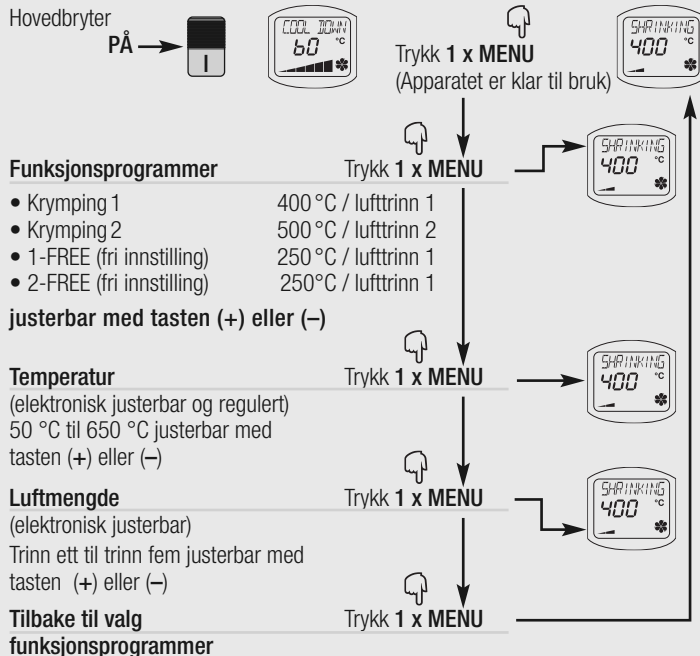 Hovedbryter
PÅ
I
COOL DOWN
60 °C
Trykk 1 x MENU
(Apparatet er klar til bruk)
SHRINKING
400 °C
Funksjonsprogrammer Trykk 1 x MENU
SHRINKING
400 °C
• Krymping 1 400 °C / lufttrinn 1
• Krymping 2 500 °C / lufttrinn 2
• 1-FREE (fri innstilling) 250 °C / lufttrinn 1
• 2-FREE (fri innstilling) 250°C / lufttrinn 1
justerbar med tasten (+) eller (–)
Temperatur Trykk 1 x MENU
SHRINKING
400 °C
(elektronisk justerbar og regulert)
50 °C til 650 °C justerbar med
tasten (+) eller (–)
Luftmengde Trykk 1 x MENU
SHRINKING
400 °C
(elektronisk justerbar)
Trinn ett til trinn fem justerbar med
tasten (+) eller (–)
Tilbake til valg Trykk 1 x MENU
funksjonsprogrammer